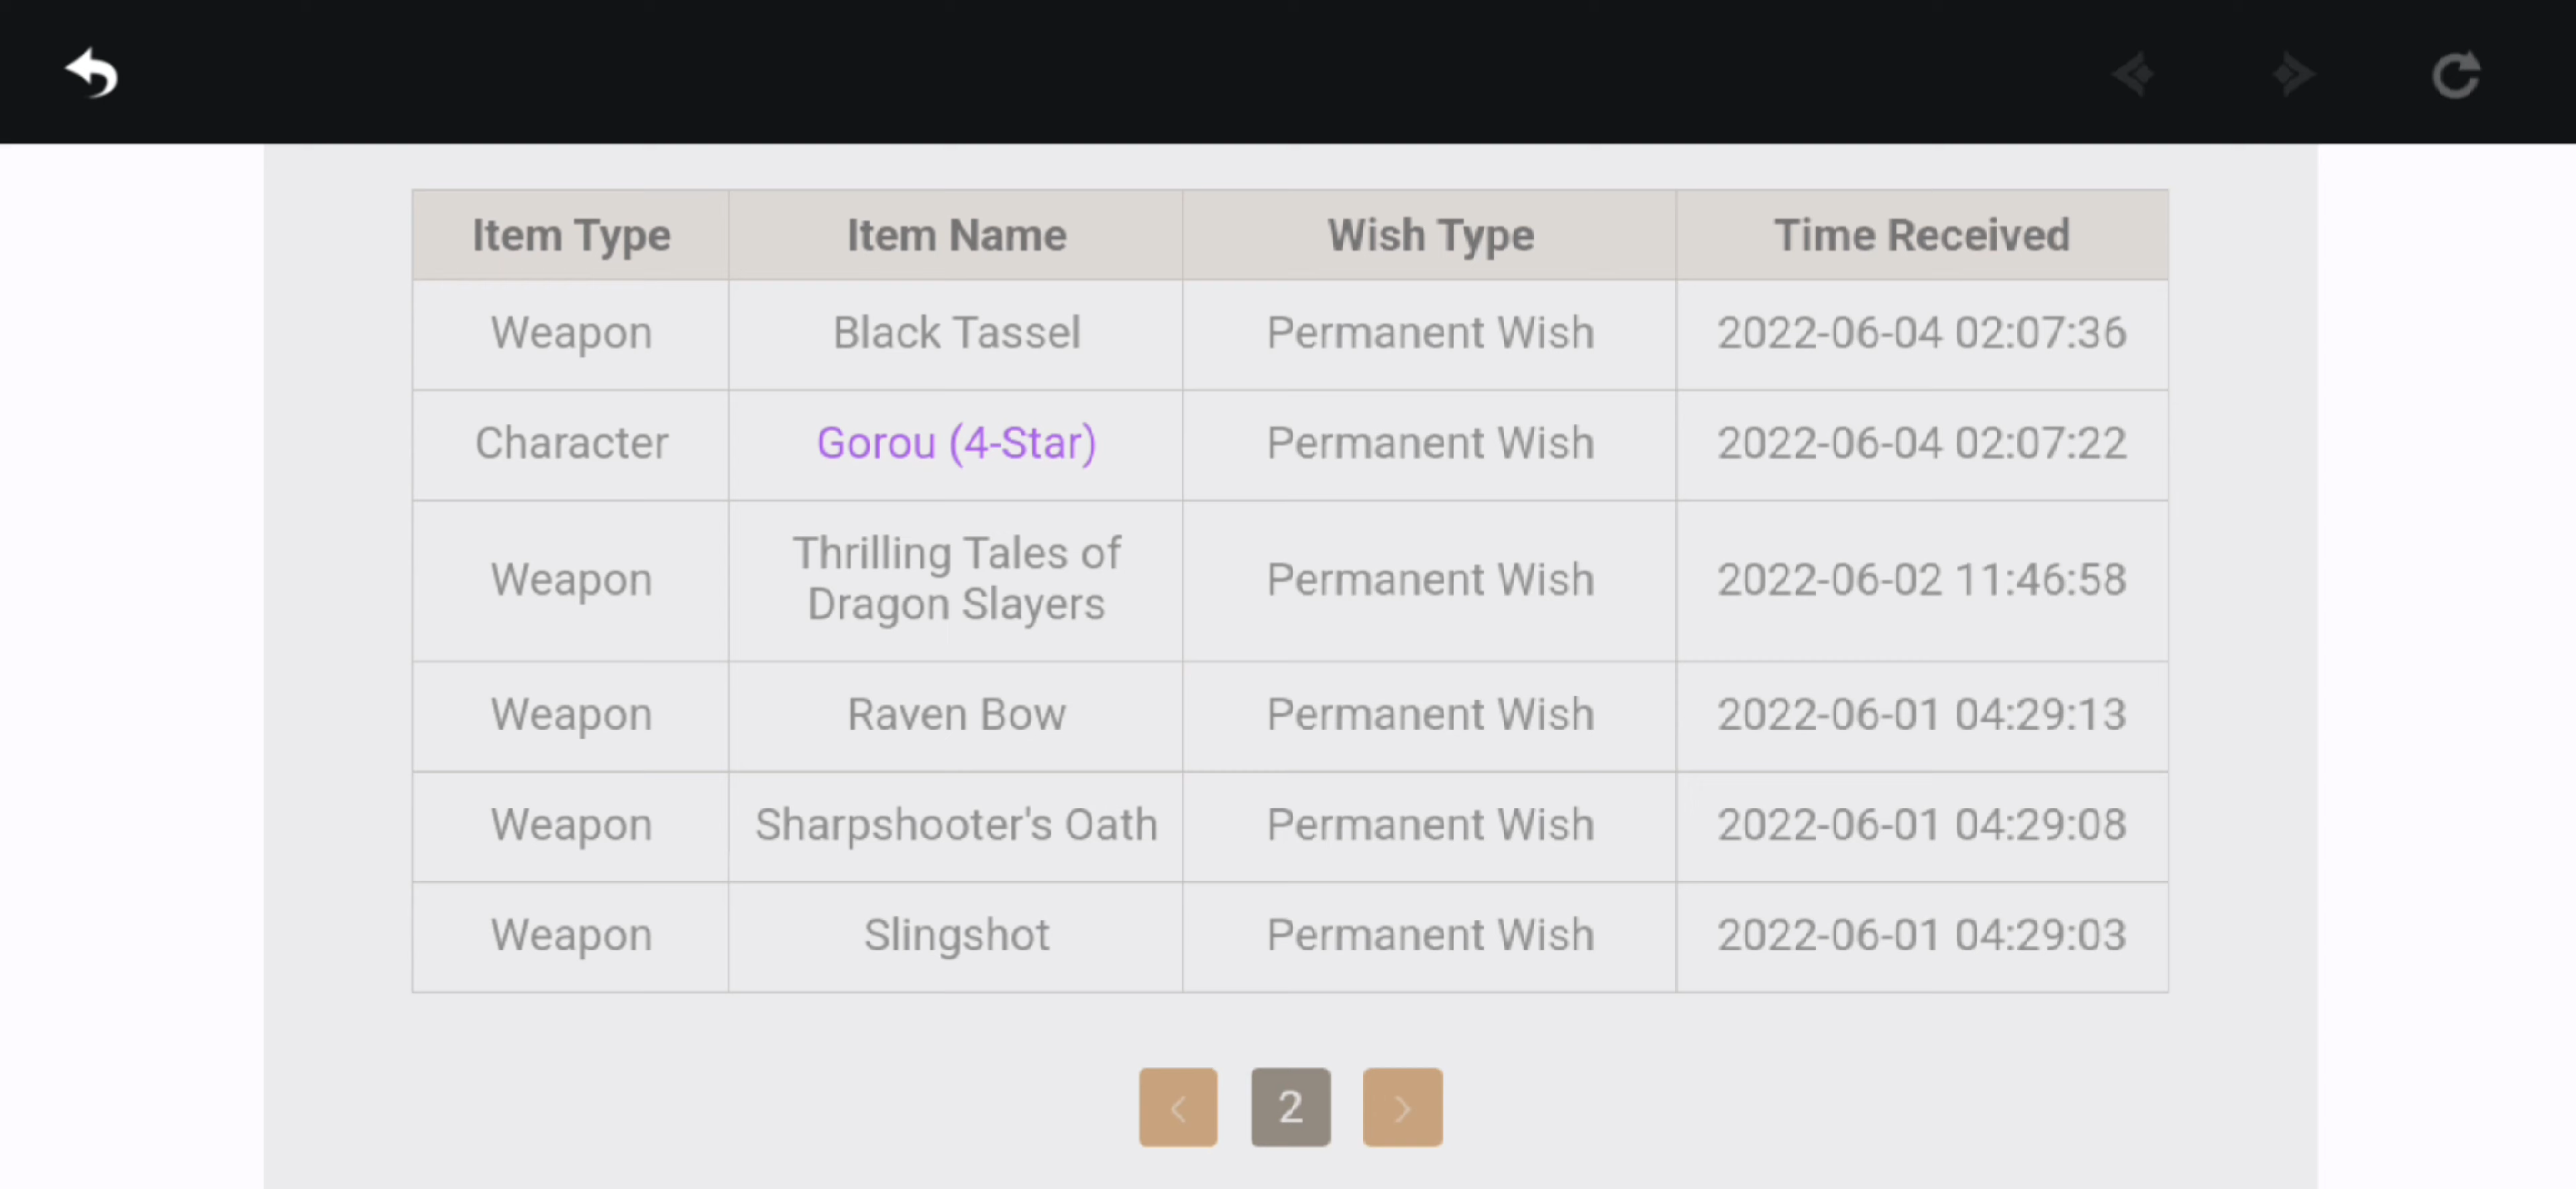 Item Type Item Name Wish Type Time Received
Weapon Black Tassel Permanent Wish 2022-06-04 02:07:36
Character Gorou (4-Star) Permanent Wish 2022-06-04 02:07:22
Weapon Thrilling Tales of Dragon Slayers Permanent Wish 2022-06-02 11:46:58
Weapon Raven Bow Permanent Wish 2022-06-01 04:29:13
Weapon Sharpshooter's Oath Permanent Wish 2022-06-01 04:29:08
Weapon Slingshot Permanent Wish 2022-06-01 04:29:03
2